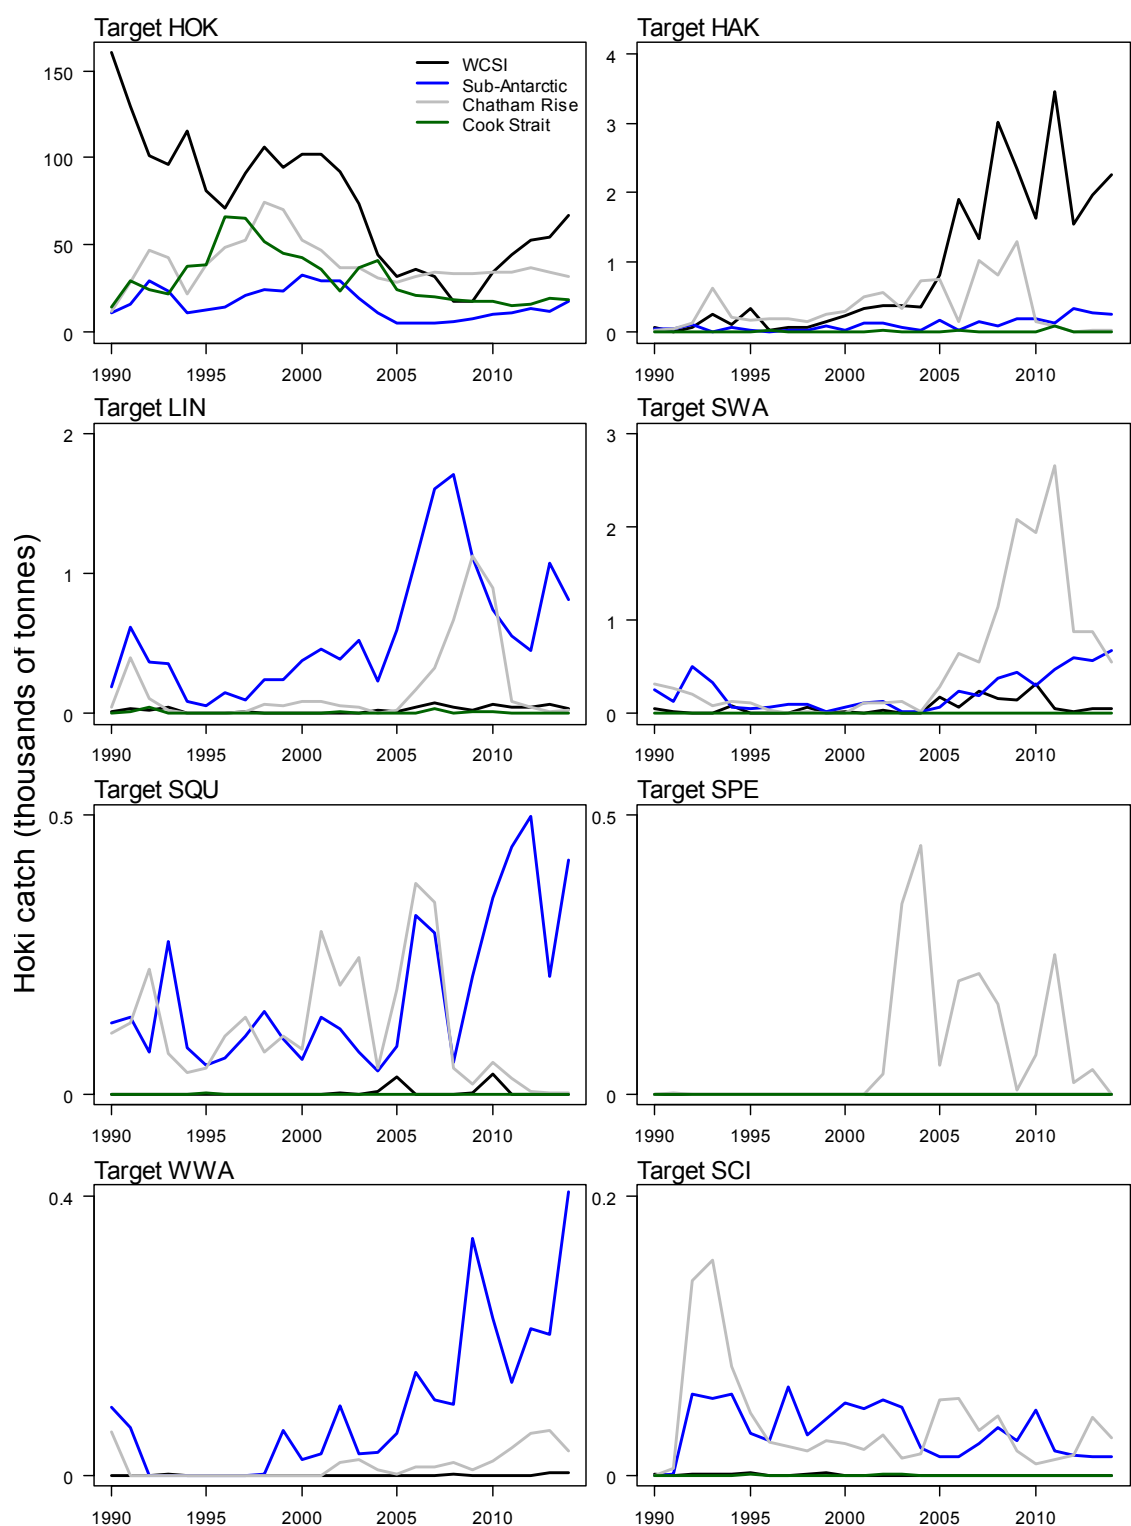 Target HOK
150
100
50
0
1990 1995 2000 2005 2010
WCSI
Sub-Antarctic
Chatham Rise
Cook Strait
Target HAK
4
3
2
1
0
1990 1995 2000 2005 2010
Target LIN
2
1
0
1990 1995 2000 2005 2010
Target SWA
3
2
1
0
1990 1995 2000 2005 2010
Hoki catch (thousands of tonnes)
Target SQU
0.5
0
1990 1995 2000 2005 2010
Target SPE
0.5
0
1990 1995 2000 2005 2010
Target WWA
0.4
0
1990 1995 2000 2005 2010
Target SCI
0.2
0
1990 1995 2000 2005 2010